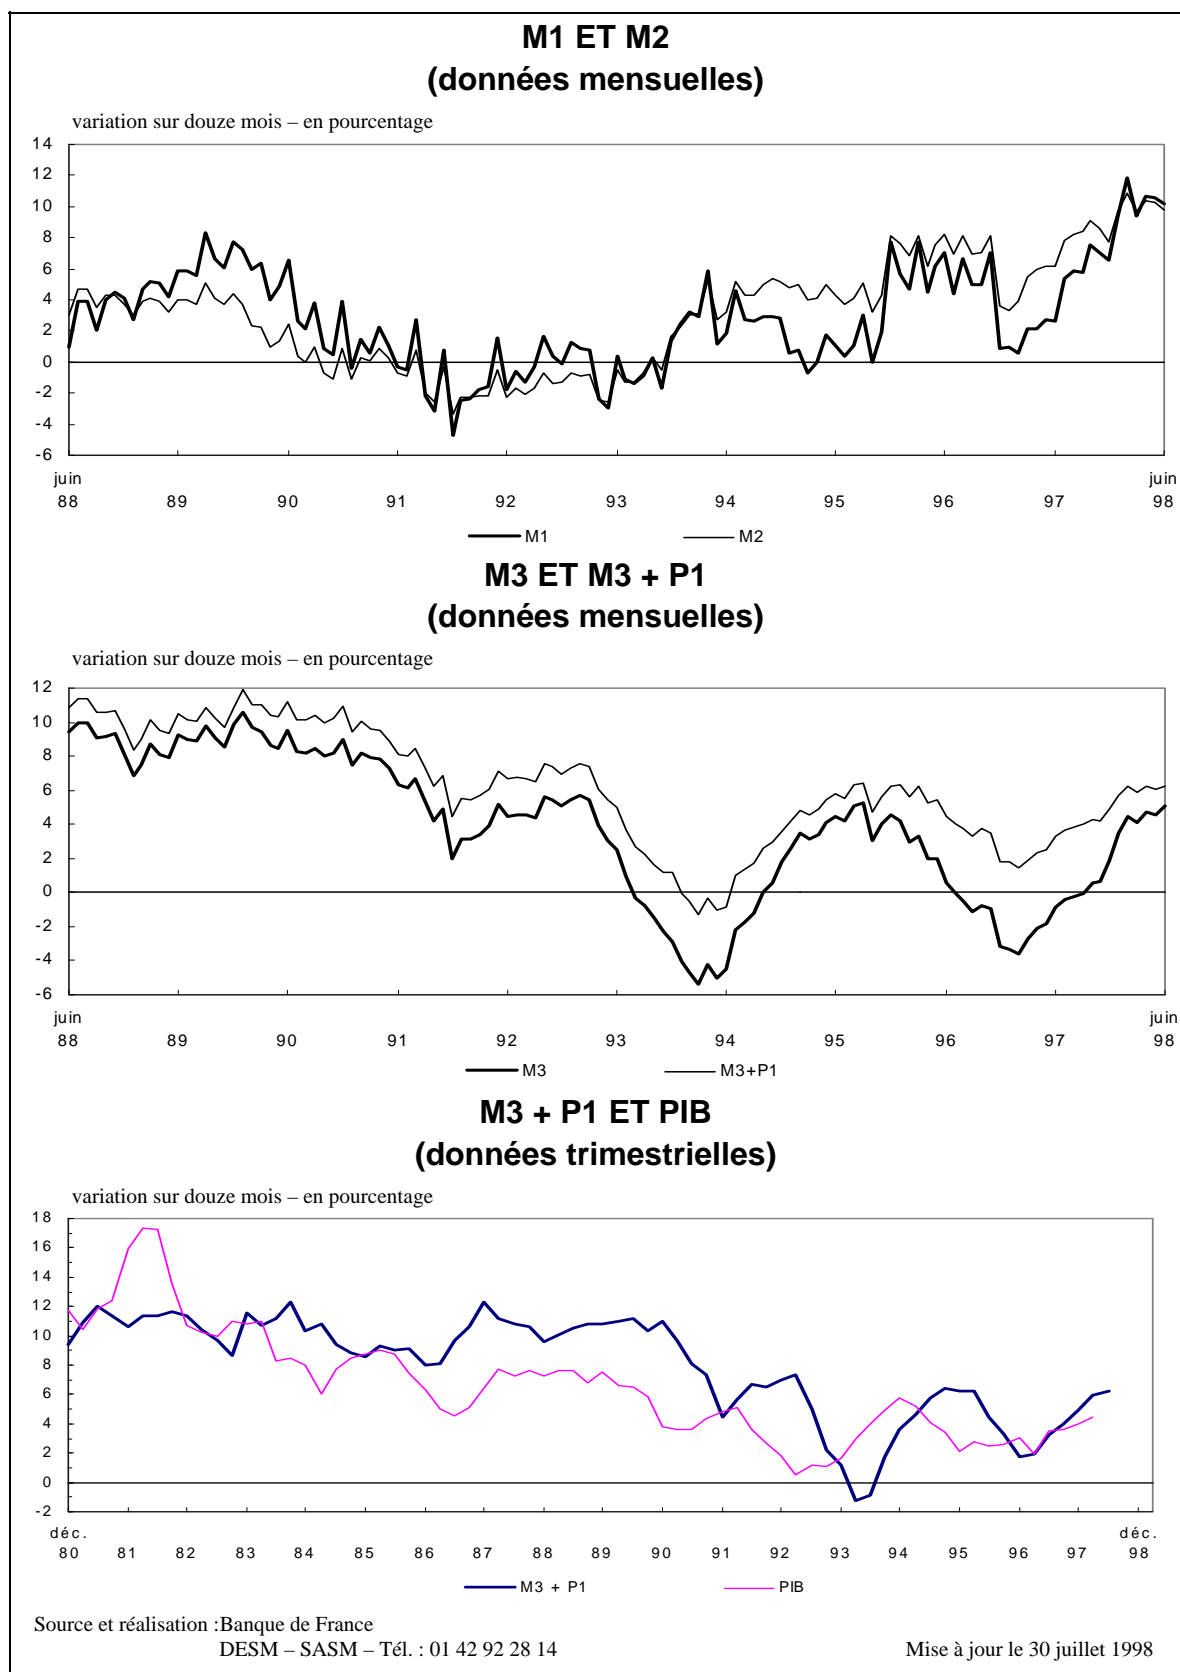 M1 ET M2
(données mensuelles)
variation sur douze mois – en pourcentage
14
12
10
8
6
4
2
0
-2
-4
-6
juin juin
88 89 90 91 92 93 94 95 96 97 98
M1 M2
M3 ET M3 + P1
(données mensuelles)
variation sur douze mois – en pourcentage
12
10
8
6
4
2
0
-2
-4
-6
juin juin
88 89 90 91 92 93 94 95 96 97 98
M3 M3+P1
M3 + P1 ET PIB
(données trimestrielles)
variation sur douze mois – en pourcentage
18
16
14
12
10
8
6
4
2
0
-2
déc. déc.
80 81 82 83 84 85 86 87 88 89 90 91 92 93 94 95 96 97 98
M3 + P1 PIB
Source et réalisation :Banque de France
DESM – SASM – Tél. : 01 42 92 28 14 Mise à jour le 30 juillet 1998